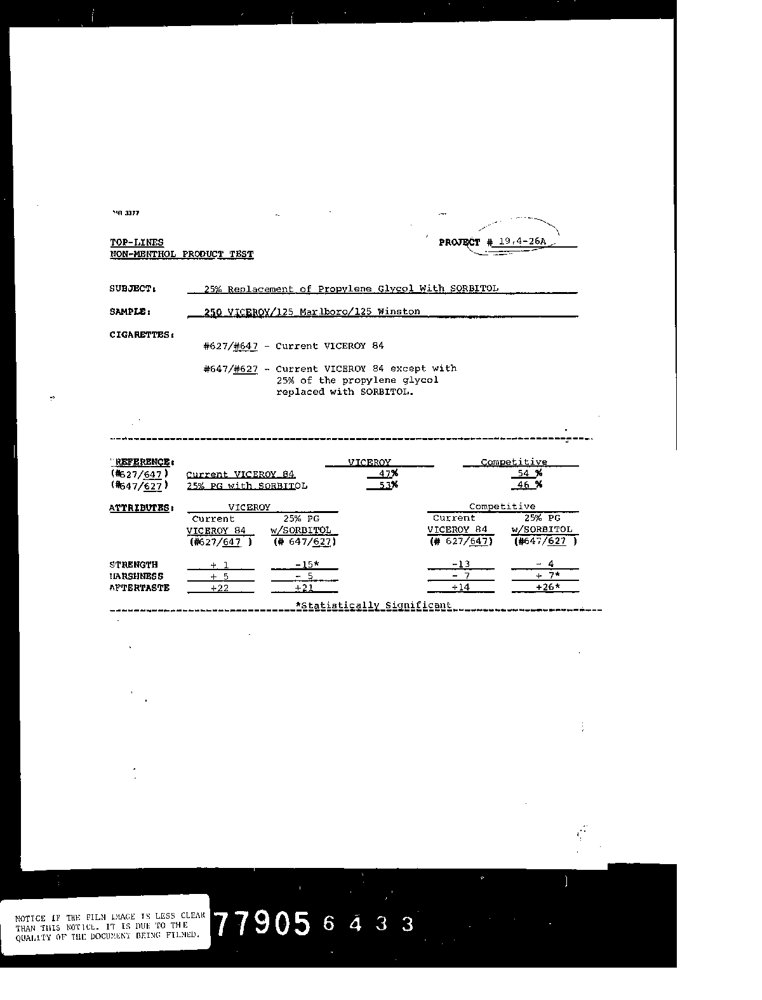 3377
TOP-LINES PROJECT # 19.4-26A
NON-MENTHOL PRODUCT TEST
SUBJECT: 25% Replacement of Propylene Glycol With SORBITOL
SAMPLE: 250 VICEROY/125 Marlboro/125 Winston
CIGARETTES:
#627/#647 - Current VICEROY 84
#647/#627 - Current VICEROY 84 except with
25% of the propylene glycol
replaced with SORBITOL.
REFERENCE: VICEROY Competitive
(#627/647) Current VICEROY 84 47% 54 %
(#647/627) 25% PG with SORBITOL 53% 46 %
ATTRIBUTES: VICEROY Competitive
Current 25% PG Current 25% PG
VICEROY 84 w/SORBITOL VICEROY 84 w/SORBITOL
(#627/647 ) (# 647/627) (# 627/647) (#647/627 )
STRENGTH + 1 -15* -13 - 4
HARSHNESS + 5 - 5 - 7 + 7*
AFTERTASTE +22 +21 +14 +26*
*Statistically Significant
NOTICE IF THE FILM IMAGE IS LESS CLEAR
THAN THIS NOTICE. IT IS DUE TO THE
QUALITY OF THE DOCUMENT BEING FILMED.
77905 6433